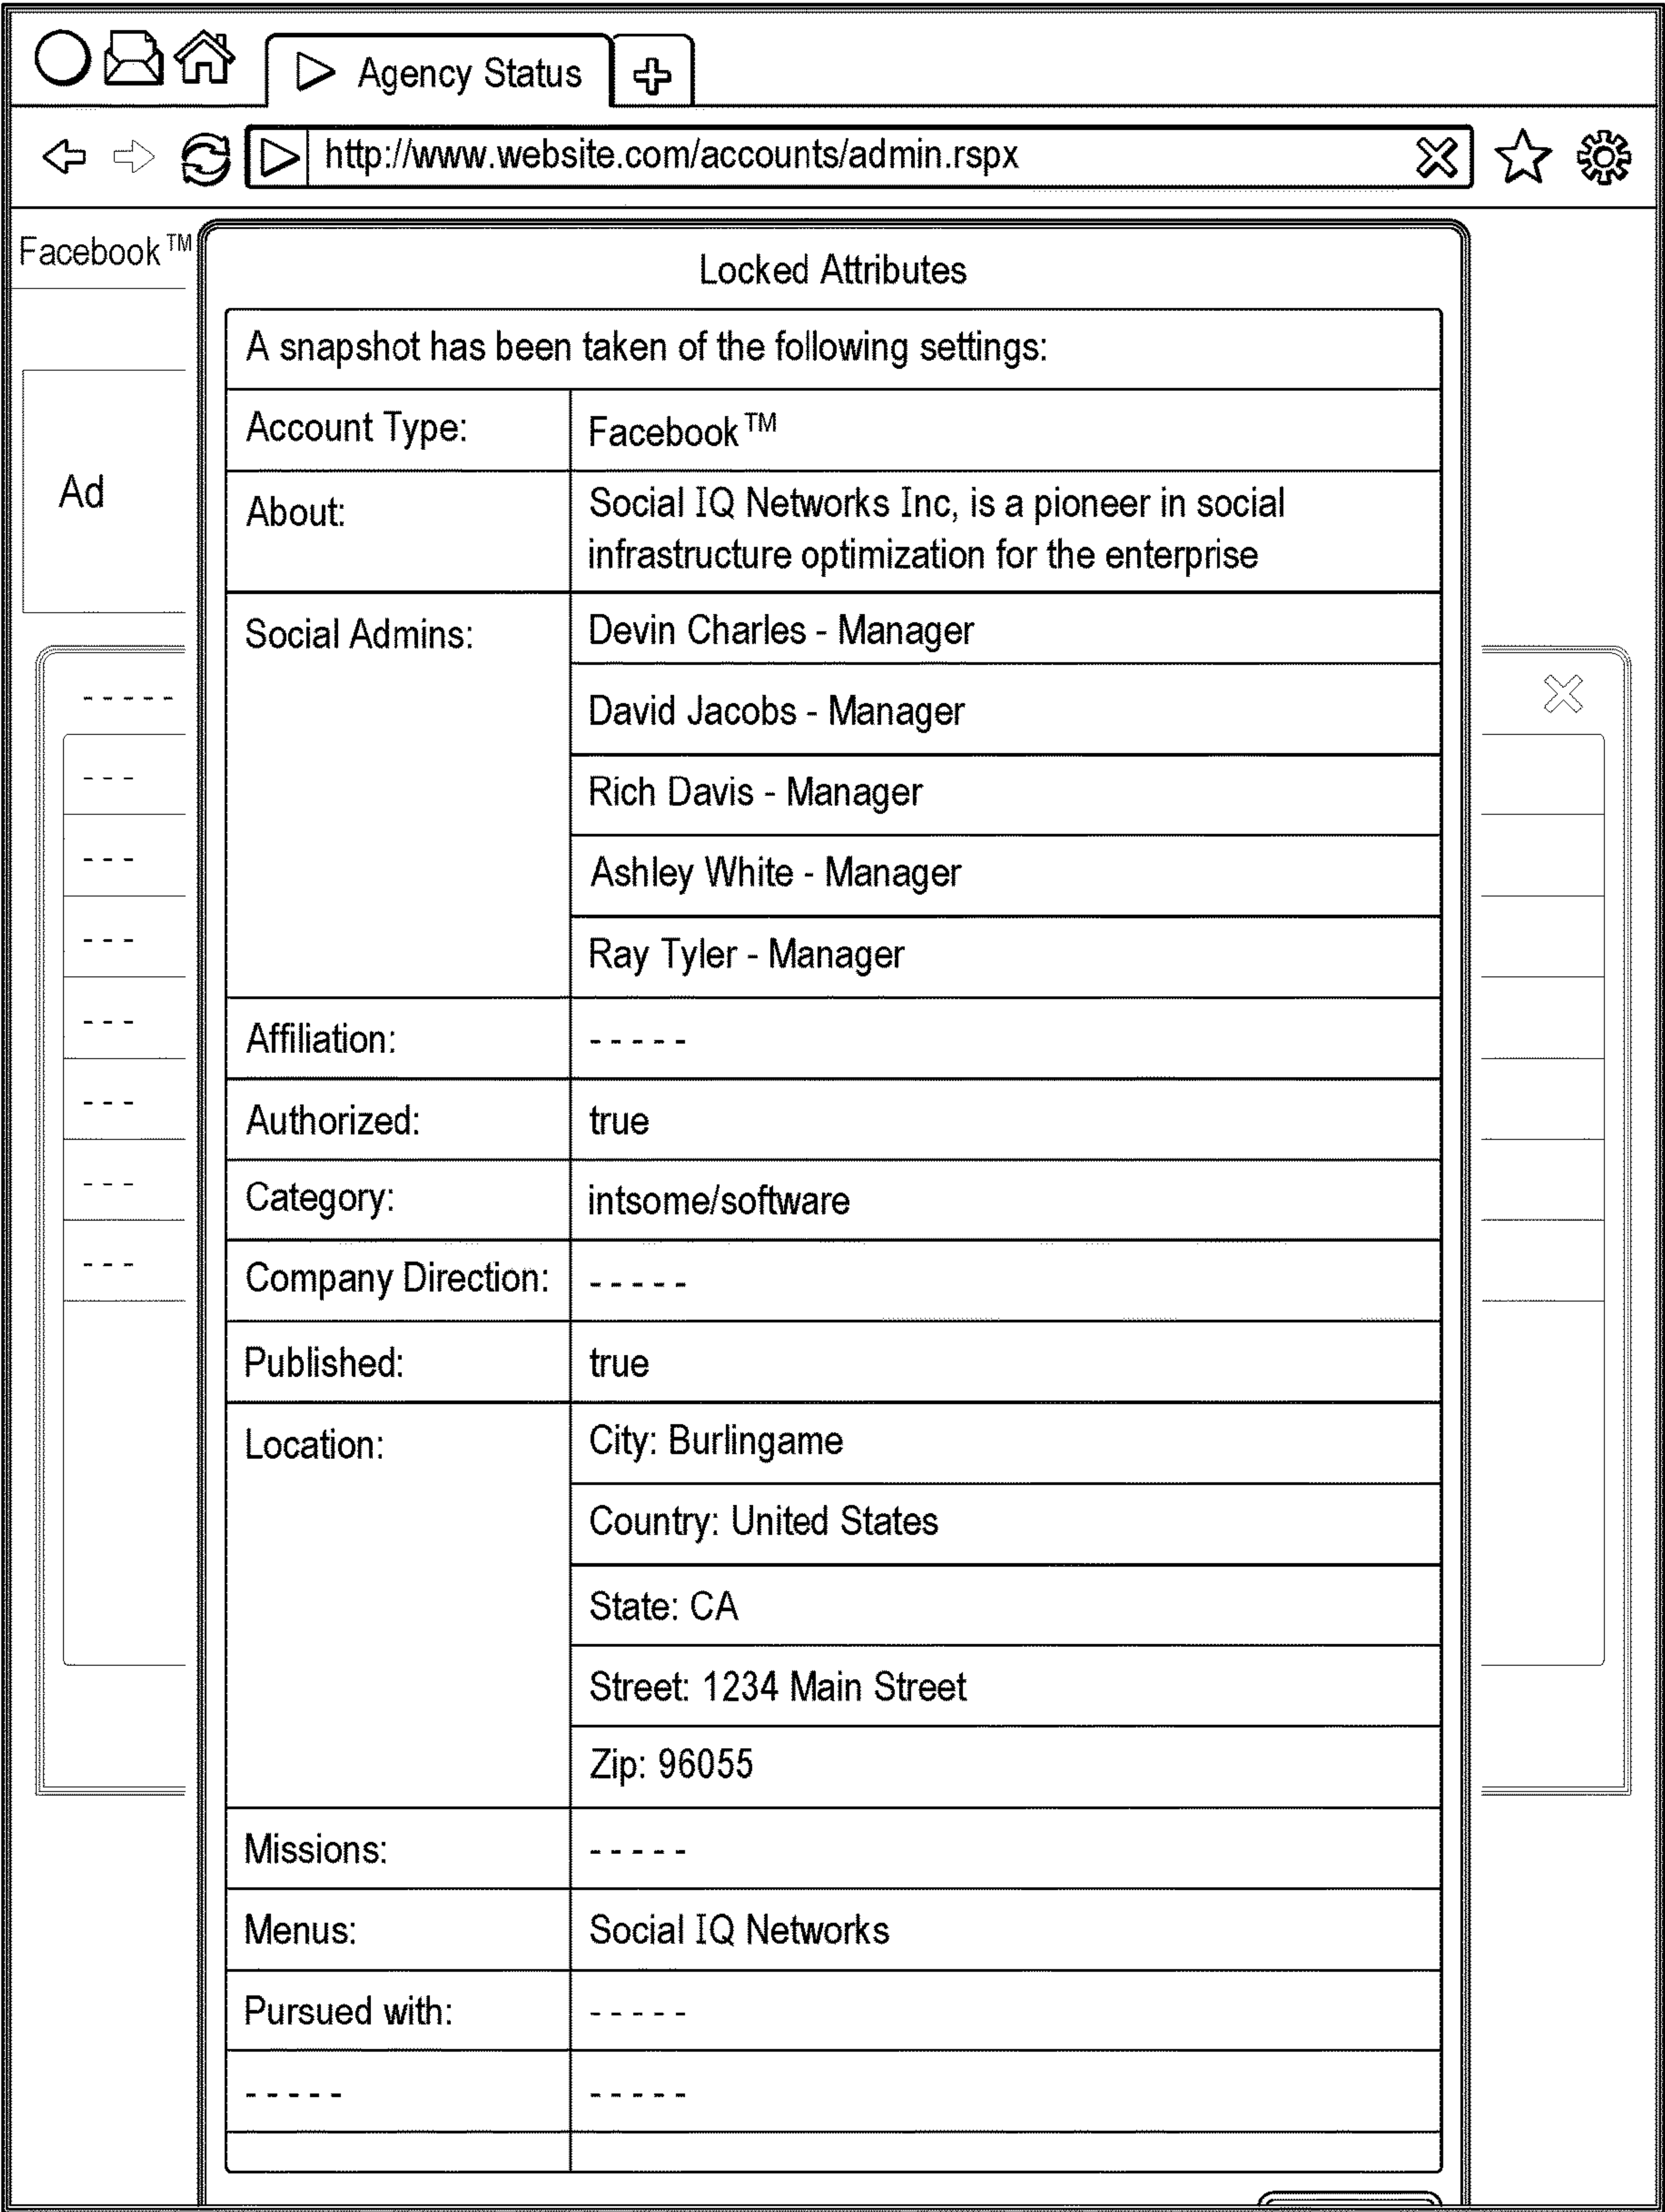 Agency Status
http://www.website.com/accounts/admin.rspx
Facebook™
Locked Attributes
A snapshot has been taken of the following settings:
Account Type: Facebook™
Ad
About: Social IQ Networks Inc, is a pioneer in social
infrastructure optimization for the enterprise
Social Admins: Devin Charles - Manager
David Jacobs - Manager
Rich Davis - Manager
Ashley White - Manager
Ray Tyler - Manager
Affiliation: - - - - -
Authorized: true
Category: intsome/software
Company Direction: - - - - -
Published: true
Location: City: Burlingame
Country: United States
State: CA
Street: 1234 Main Street
Zip: 96055
Missions: - - - - -
Menus: Social IQ Networks
Pursued with: - - - - -
- - - - - - - - - -